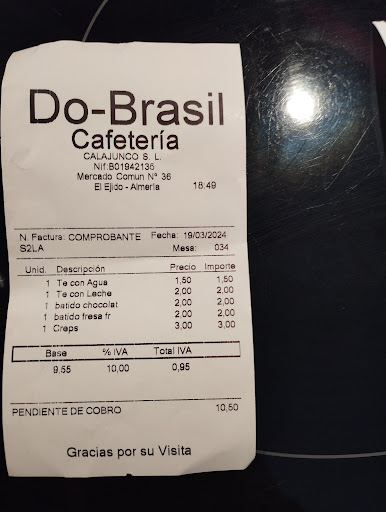 Do-Brasil
Cafetería
CALAJUNCO S. L.
Nif:B01942135
Mercado Comun Nº 36
El Ejido - Almería 18:49
N. Factura: COMPROBANTE Fecha: 19/03/2024
S2LA Mesa: 034
Unid. Descripción Precio Importe
1 Te con Agua 1,50 1,50
1 Te con Leche 2,00 2,00
1 batido chocolat 2,00 2,00
1 batido fresa fr 2,00 2,00
1 Creps 3,00 3,00
Base % IVA Total IVA
9,55 10,00 0,95
PENDIENTE DE COBRO 10,50
Gracias por su Visita